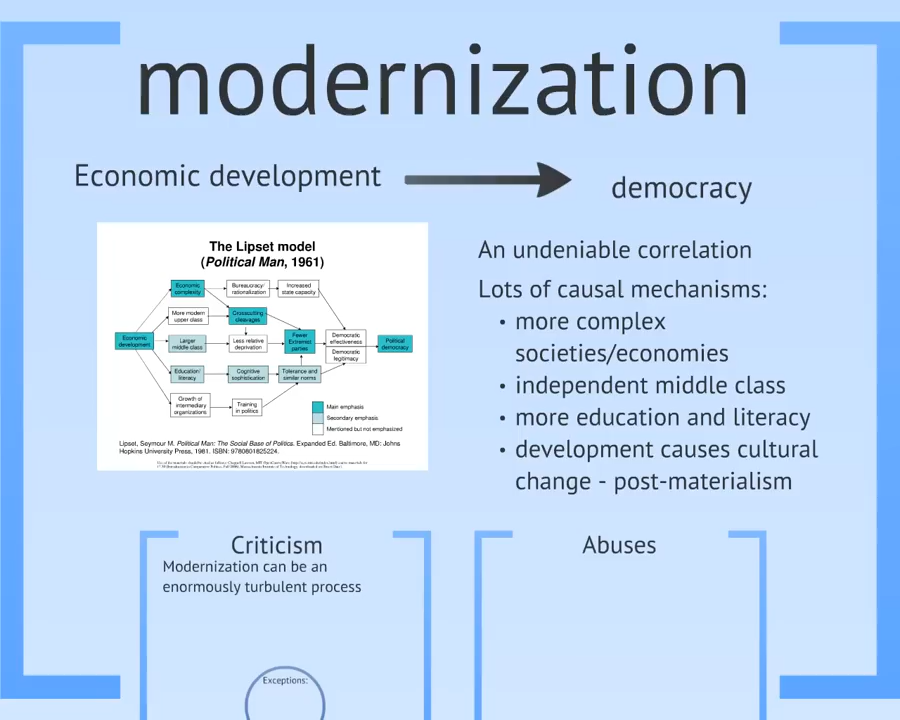 modernization
Economic development
democracy
The Lipset model
(Political Man, 1961)
Economic
complexity
Bureaucracy/
rationalization
Increased
state capacity
More modern
upper class
Crosscutting
cleavages
Economic
development
Larger
middle class
Less relative
deprivation
Fewer
Extremist
parties
Democratic
effectiveness
Democratic
legitimacy
Political
democracy
Education/
literacy
Cognitive
sophistication
Tolerance and
similar norms
Growth of
intermediary
organizations
Training
in politics
Main emphasis
Secondary emphasis
Mentioned but not emphasized
Lipset, Seymour M. Political Man: The Social Base of Politics. Expanded Ed. Baltimore, MD: Johns
Hopkins University Press, 1981. ISBN: 9780801825224.
An undeniable correlation
Lots of causal mechanisms:
• more complex
societies/economies
• independent middle class
• more education and literacy
• development causes cultural
change - post-materialism
Criticism
Modernization can be an
enormously turbulent process
Exceptions:
Abuses